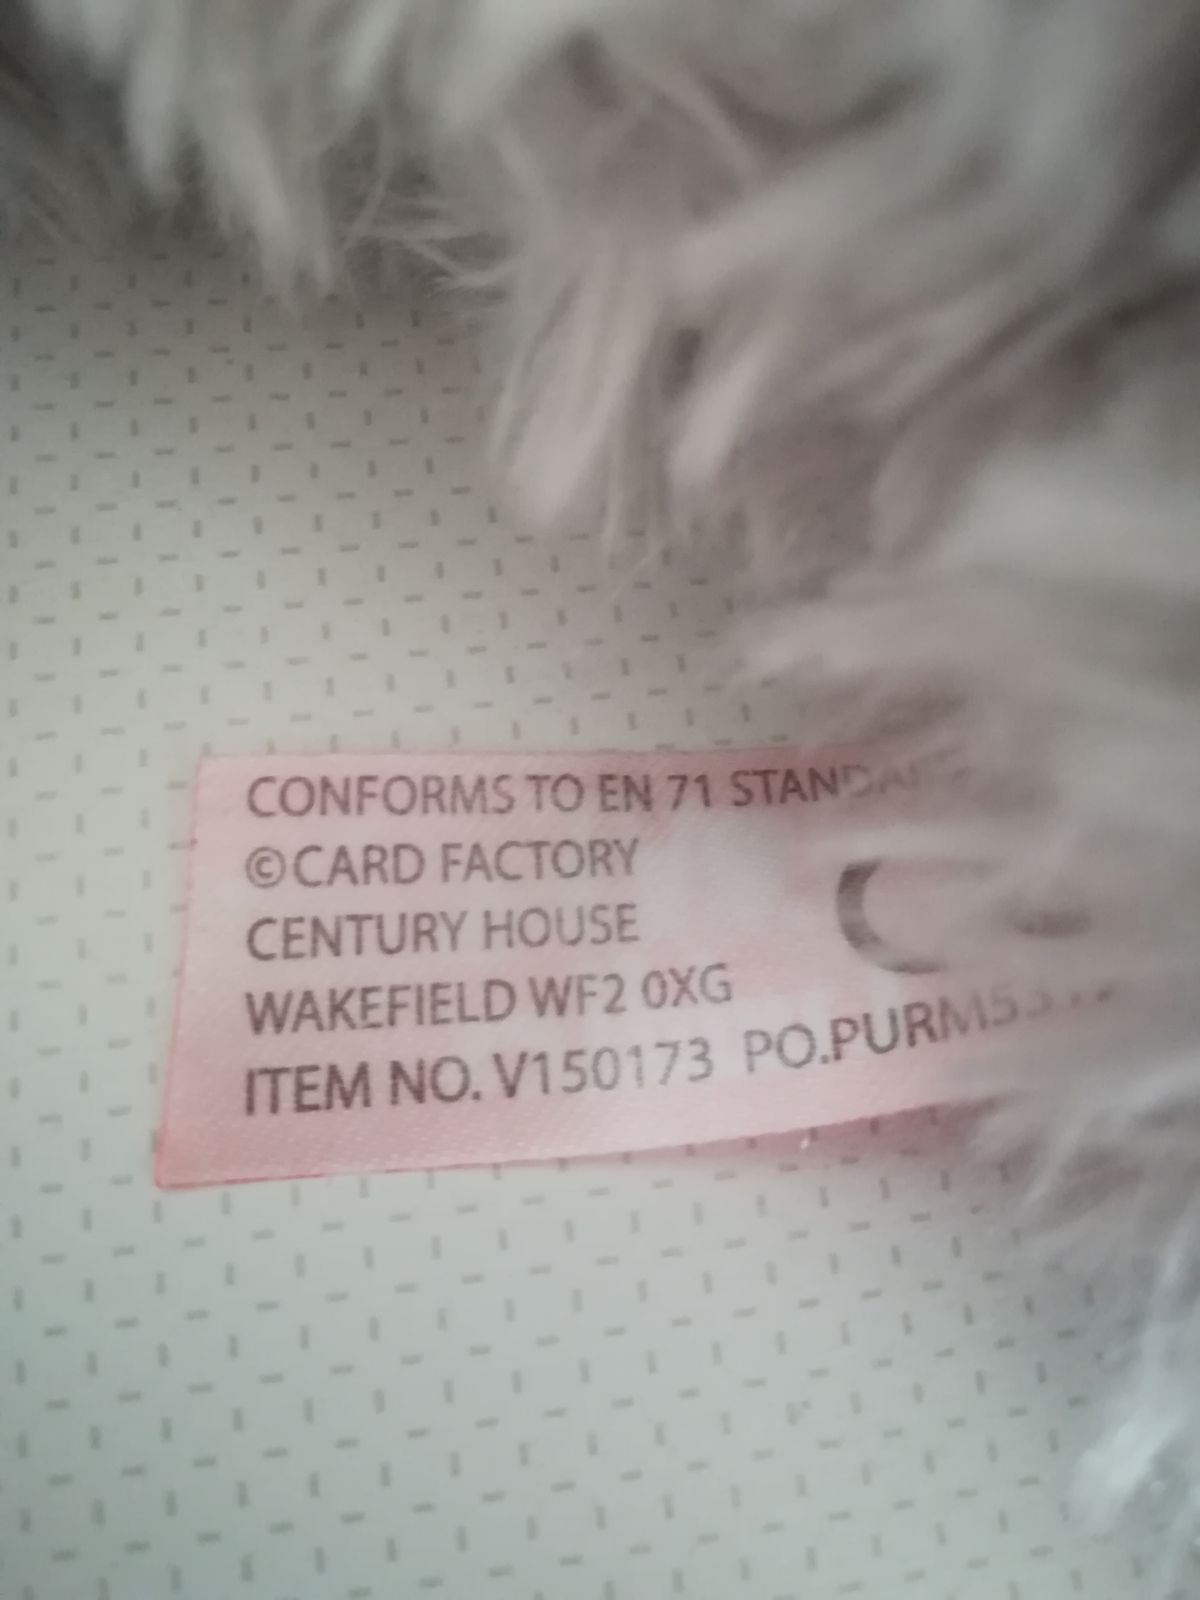 CONFORMS TO EN 71
©CARD FACTORY
CENTURY HOUSE
WAKEFIELD WF2 0XG
ITEM NO. V150173